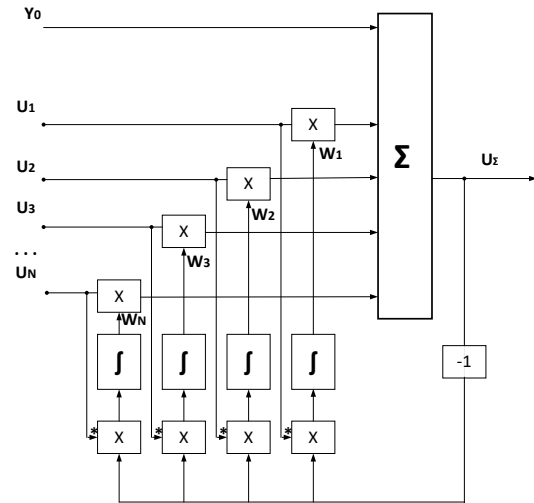 Y0
U1
X
W1
U2
X
W2
Σ
UΣ
U3
X
W3
...
UN
X
WN
∫ ∫ ∫ ∫
-1
* X * X * X * X